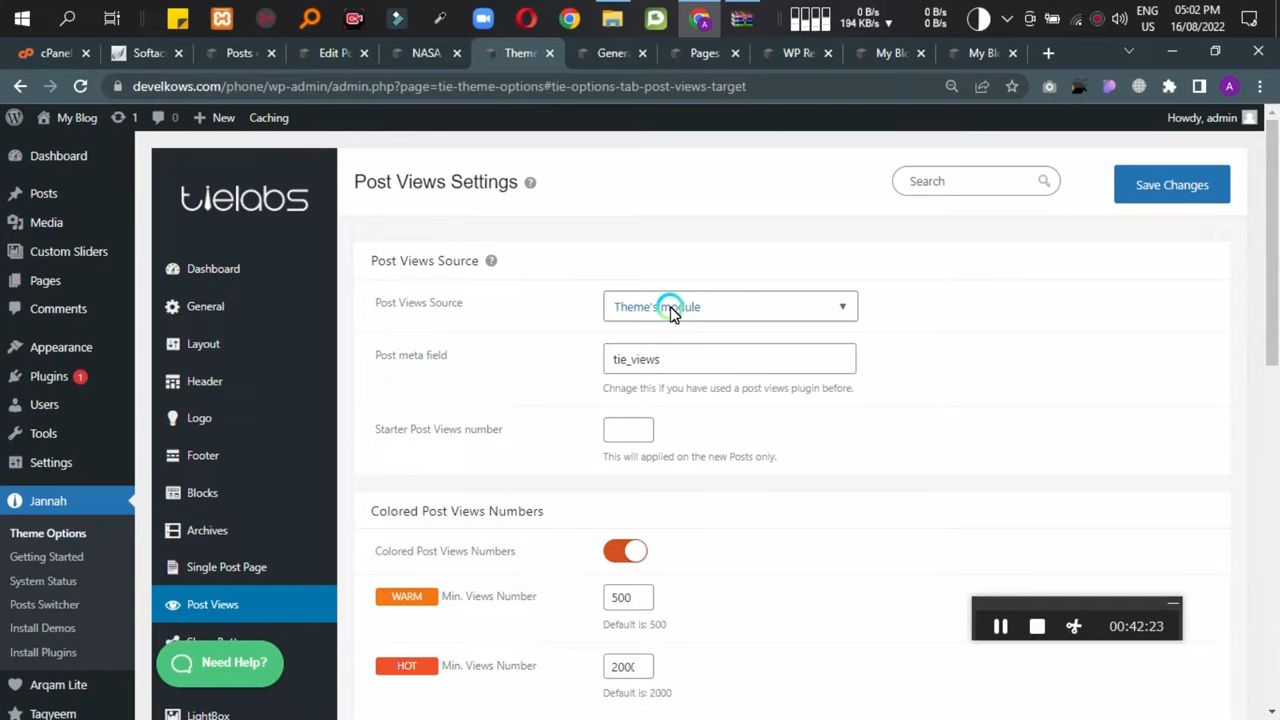 05:02 PM
194 KB/s
0 B/s
0 B/s
0 B/s
0 B/s
ENG
US
16/08/2022
cPanel
Softac
Posts
Edit P
NASA
Theme
Gener
Pages
WP Re
My Bl
My Bl
develkows.com/phone/wp-admin/admin.php?page=tie-theme-options#tie-options-tab-post-views-target
A
My Blog
1
0
New
Caching
Howdy, admin
Dashboard
Posts
Media
Custom Sliders
Pages
Comments
Appearance
Plugins 1
Users
Tools
Settings
Jannah
Theme Options
Getting Started
System Status
Posts Switcher
Install Demos
Install Plugins
Arqam Lite
Taqyeem
tielabs
Dashboard
General
Layout
Header
Logo
Footer
Blocks
Archives
Single Post Page
Post Views
Need Help?
LightBox
Post Views Settings
Search
Save Changes
Post Views Source
Post Views Source
Theme's module
Post meta field
tie_views
Chnage this if you have used a post views plugin before.
Starter Post Views number
This will applied on the new Posts only.
Colored Post Views Numbers
Colored Post Views Numbers
WARM Min. Views Number
500
Default is: 500
HOT Min. Views Number
2000
Default is: 2000
00:42:23